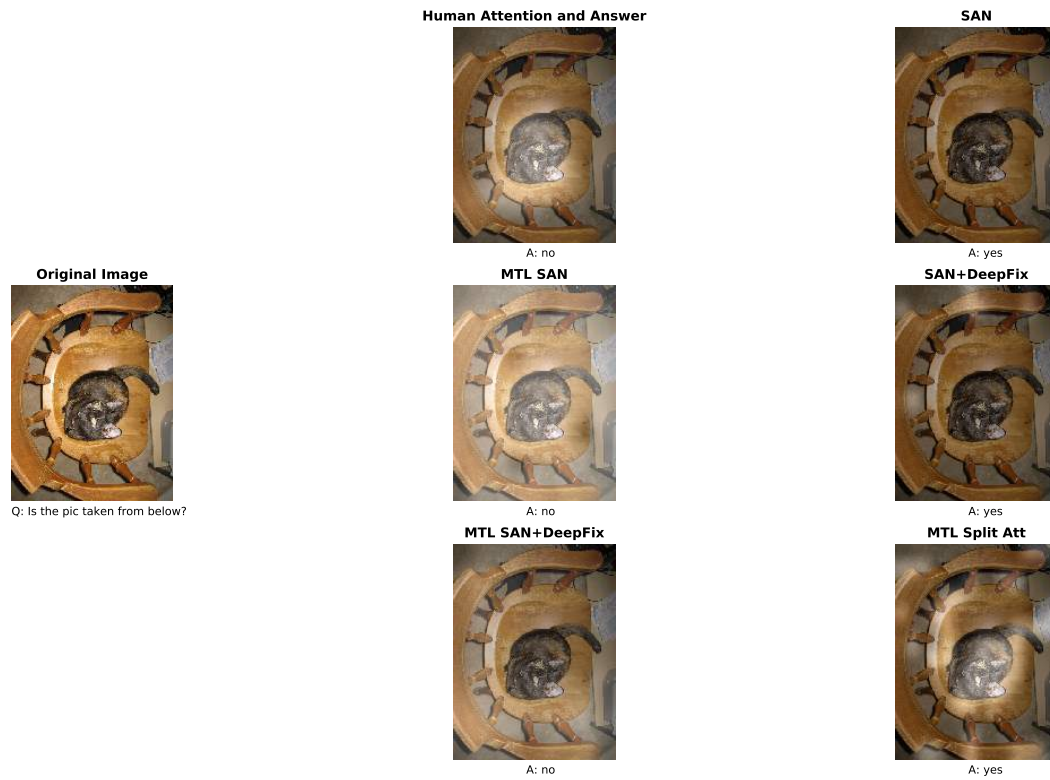 Human Attention and Answer
SAN
A: no
A: yes
Original Image
MTL SAN
SAN+DeepFix
Q: Is the pic taken from below?
A: no
A: yes
MTL SAN+DeepFix
MTL Split Att
A: no
A: yes